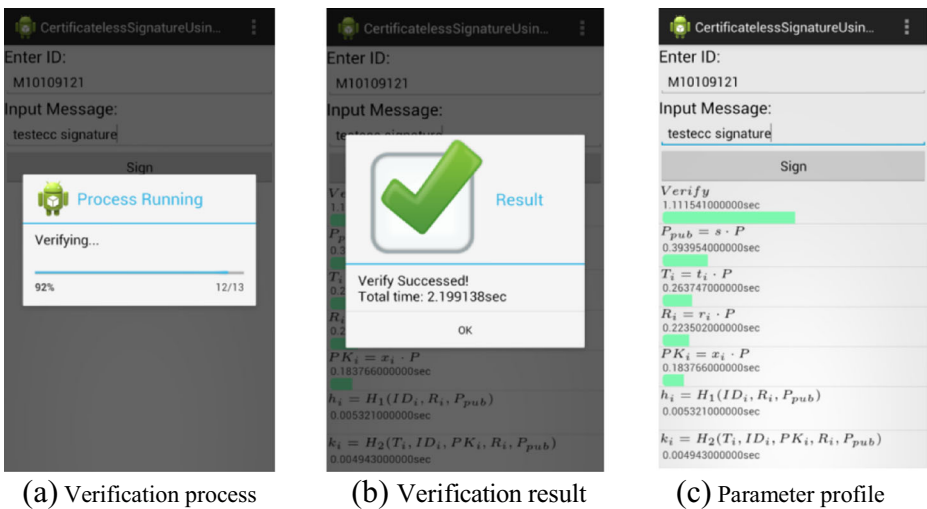 CertificatelessSignatureUsin...
Enter ID:
M10109121
Input Message:
testecc signature
Sign
Process Running
Verifying...
92% 12/13
(a) Verification process
CertificatelessSignatureUsin...
Enter ID:
M10109121
Input Message:
Result
Verify Successed!
Total time: 2.199138sec
OK
PK_i = x_i · P
0.183766000000sec
h_i = H_1(ID_i, R_i, P_pub)
0.005321000000sec
k_i = H_2(T_i, ID_i, PK_i, R_i, P_pub)
0.004943000000sec
(b) Verification result
CertificatelessSignatureUsin...
Enter ID:
M10109121
Input Message:
testecc signature
Sign
Verify
1.111541000000sec
P_pub = s · P
0.393954000000sec
T_i = t_i · P
0.263747000000sec
R_i = r_i · P
0.223502000000sec
PK_i = x_i · P
0.183766000000sec
h_i = H_1(ID_i, R_i, P_pub)
0.005321000000sec
k_i = H_2(T_i, ID_i, PK_i, R_i, P_pub)
0.004943000000sec
(c) Parameter profile